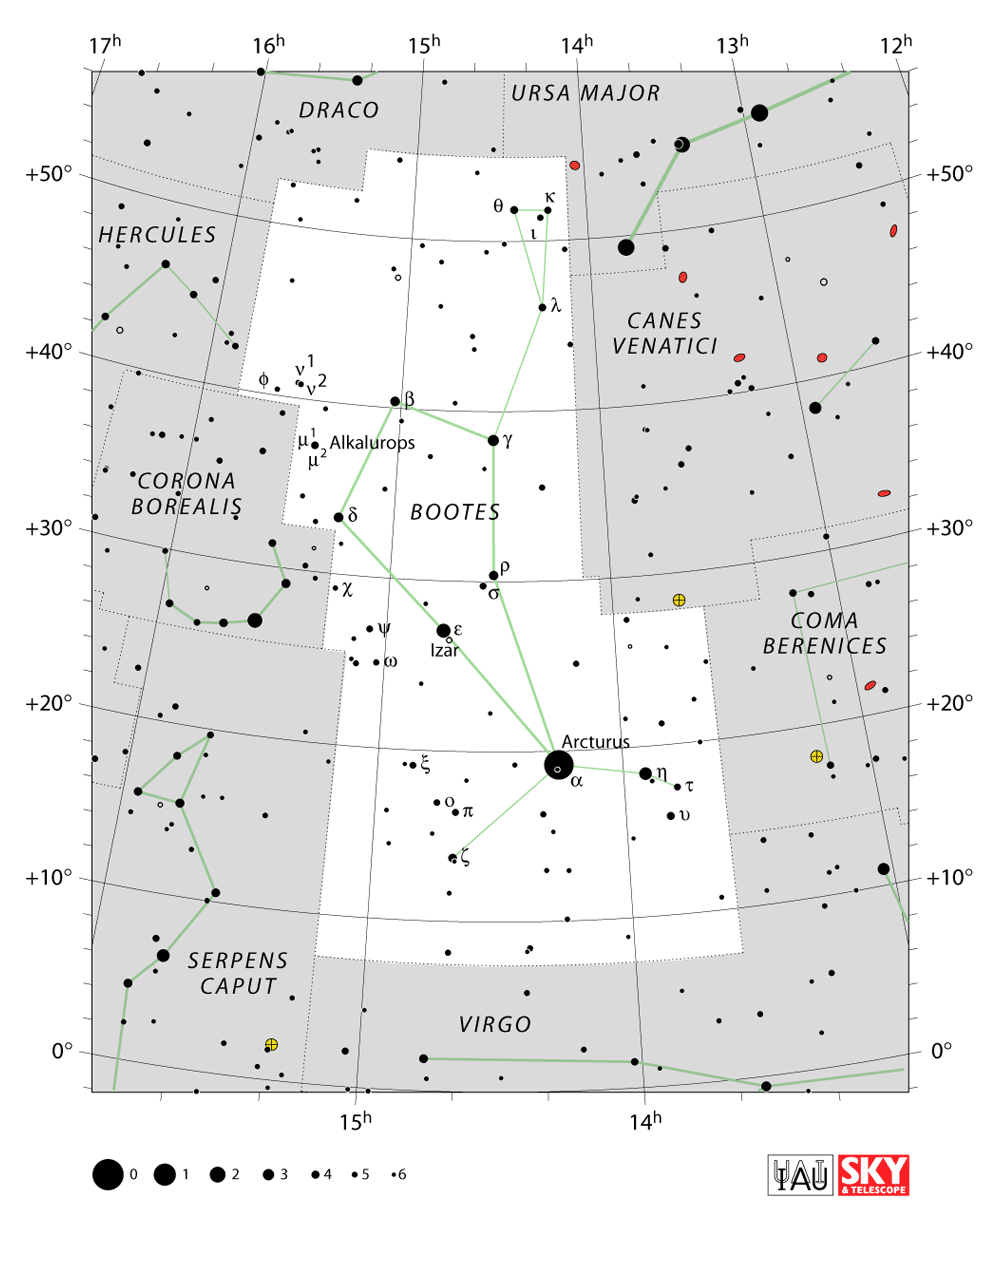 17h 16h 15h 14h 13h 12h
DRACO
URSA MAJOR
+50° +50°
θ κ
ι
HERCULES
λ
CANES
VENATICI
+40° +40°
φ ν1
ν2
β
γ
μ1 Alkalurops
μ2
CORONA
BOREALIS
BOOTES
δ
+30° +30°
ρ
σ
χ
COMA
BERENICES
ψ ε
Izar
ω
+20° +20°
Arcturus
ξ
α
η
τ
ο
π
υ
ζ
+10° +10°
SERPENS
CAPUT
VIRGO
0° 0°
15h 14h
0 1 2 3 4 5 6
IAU
SKY
& TELESCOPE